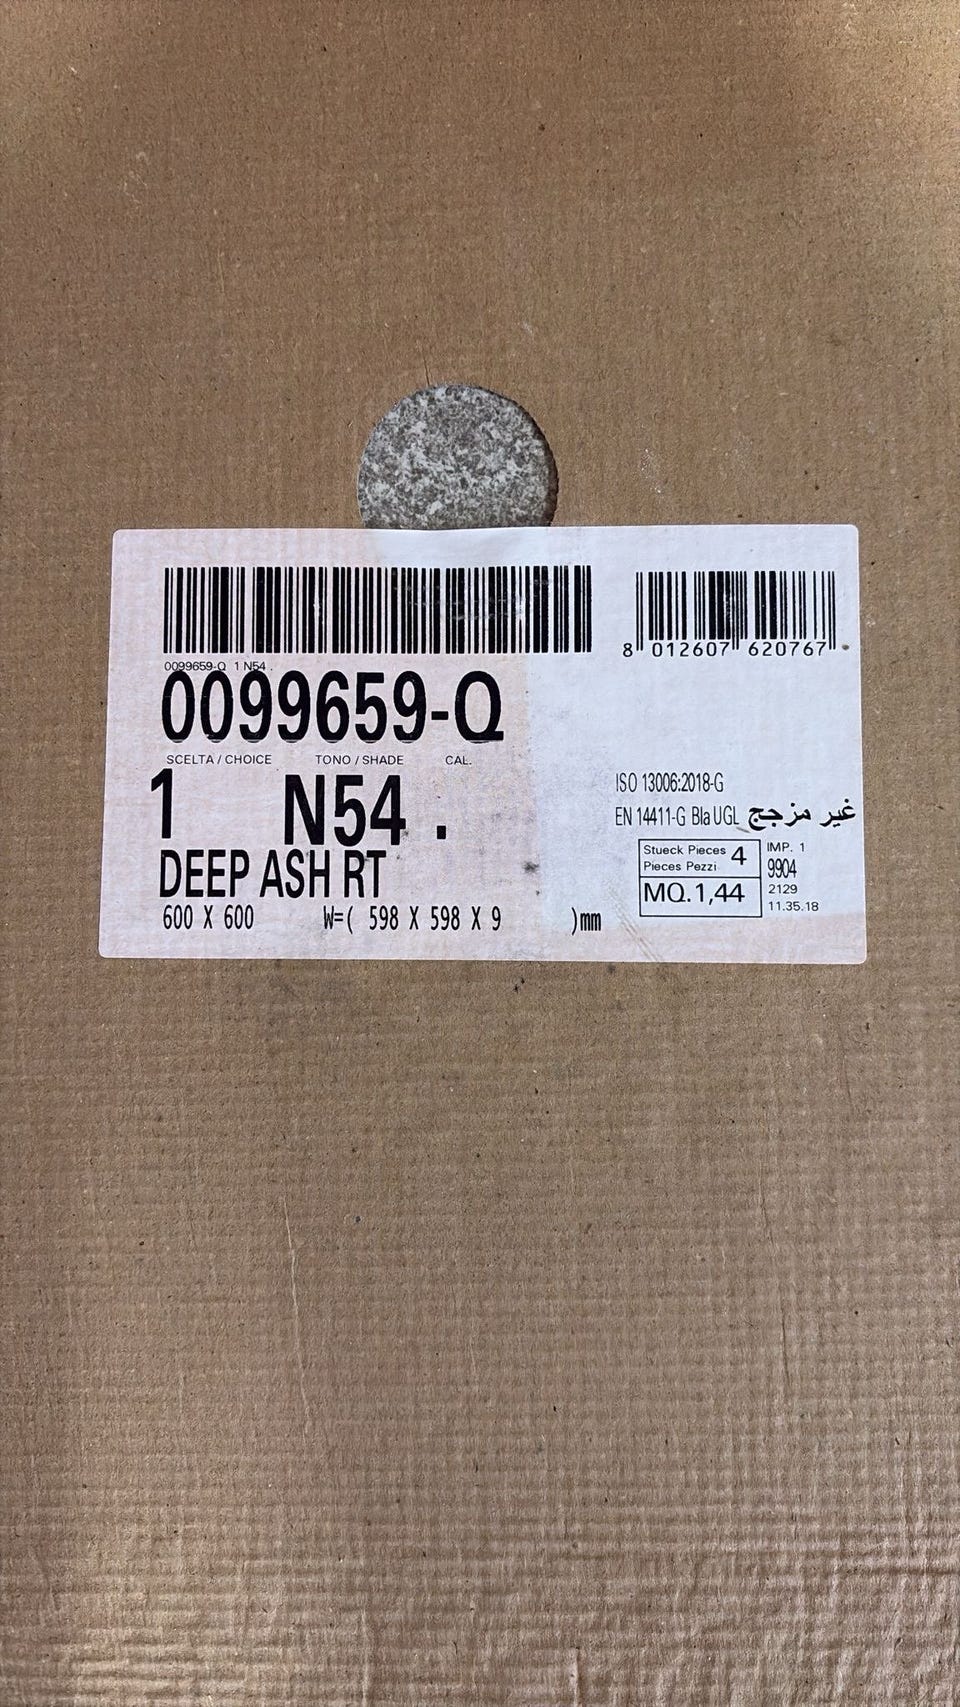 0099659-Q 1 N54 .
8 012607 620767
0099659-Q
SCELTA / CHOICE TONO / SHADE CAL.
1 N54 .
DEEP ASH RT
600 X 600 W=( 598 X 598 X 9 )mm
ISO 13006:2018-G
EN 14411-G BIa UGL غير مزجج
Stueck Pieces 4
Pieces Pezzi
MQ.1,44
IMP. 1
9904
2129
11.35.18